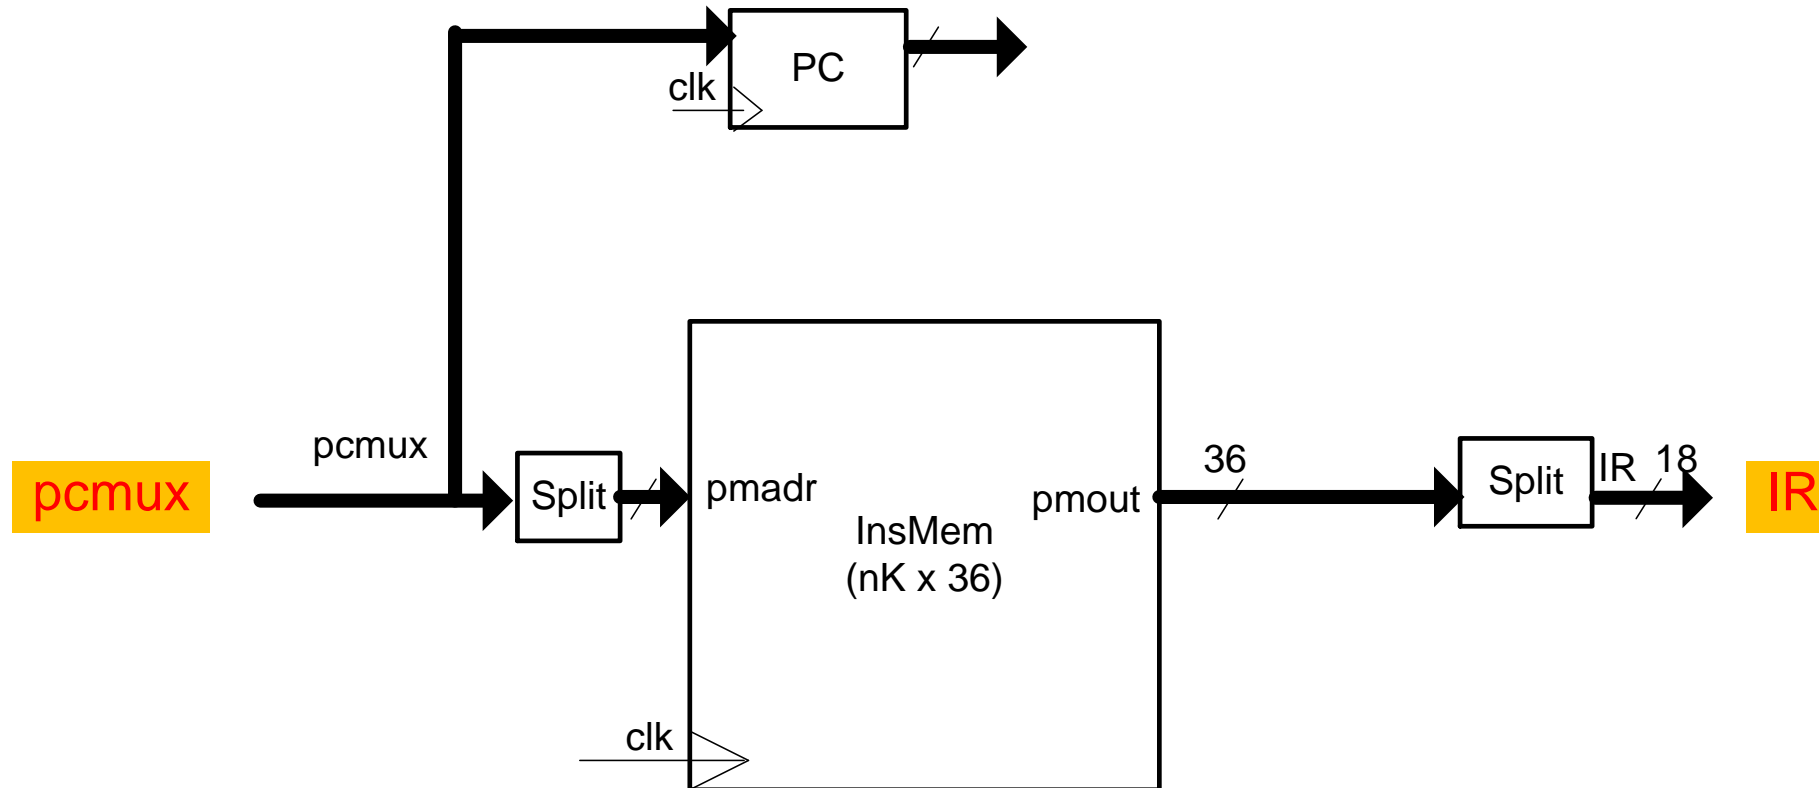 PC
clk
pcmux
pcmux
Split
pmadr
InsMem
(nK x 36)
pmout
36
Split
IR
18
IR
clk